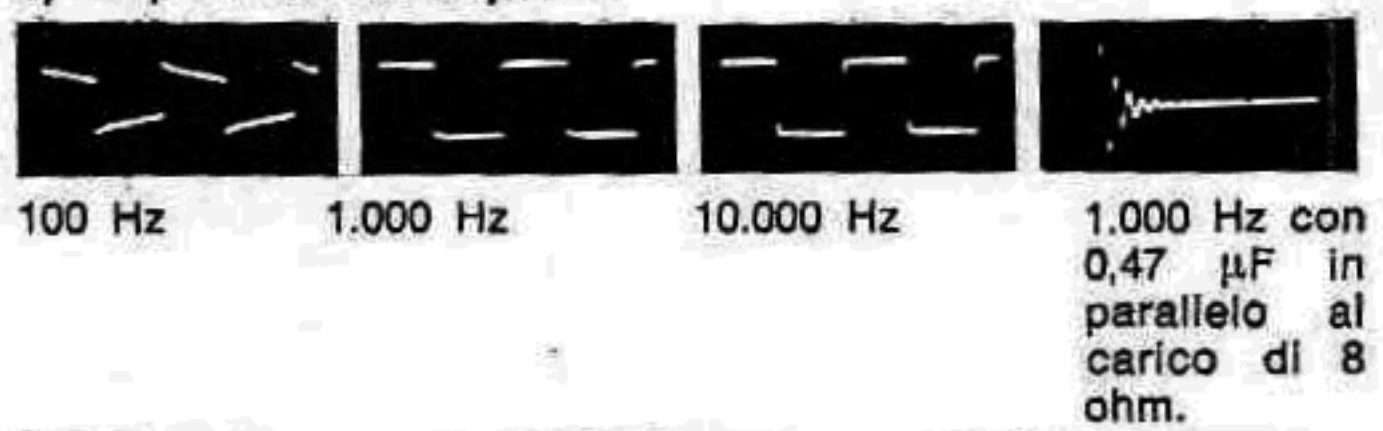 100 Hz
1.000 Hz
10.000 Hz
1.000 Hz con
0,47 μF in
parallelo al
carico di 8
ohm.